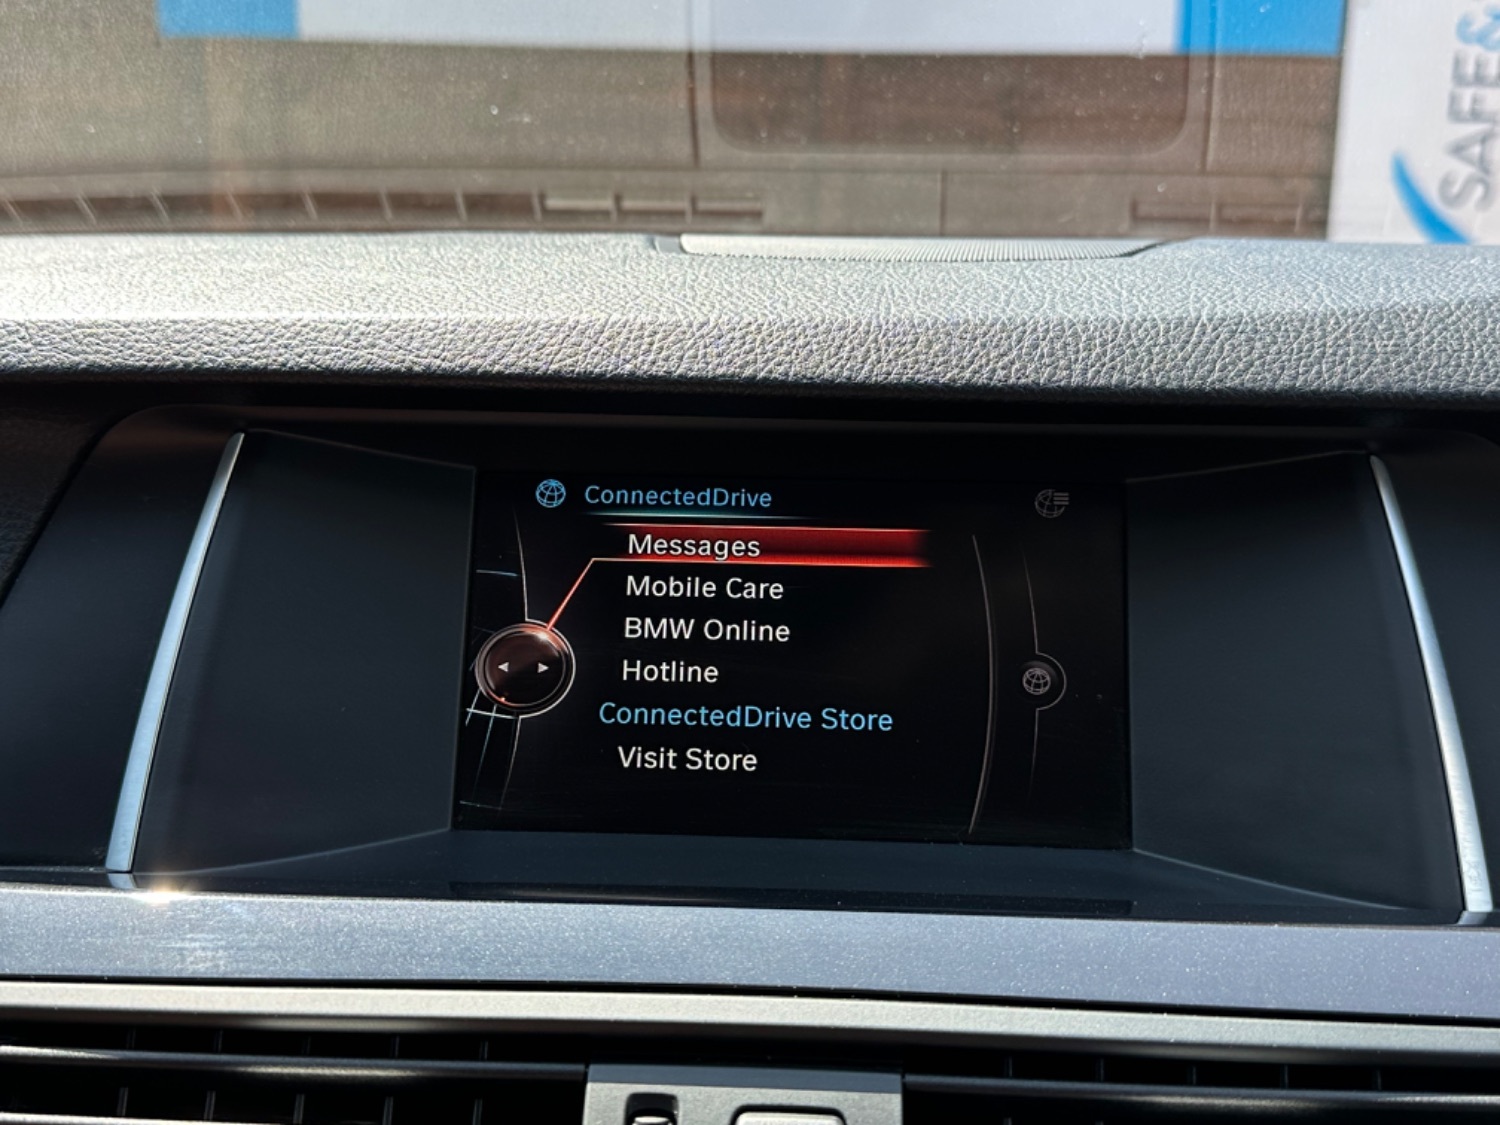 SAFE&
ConnectedDrive
Messages
Mobile Care
BMW Online
Hotline
ConnectedDrive Store
Visit Store